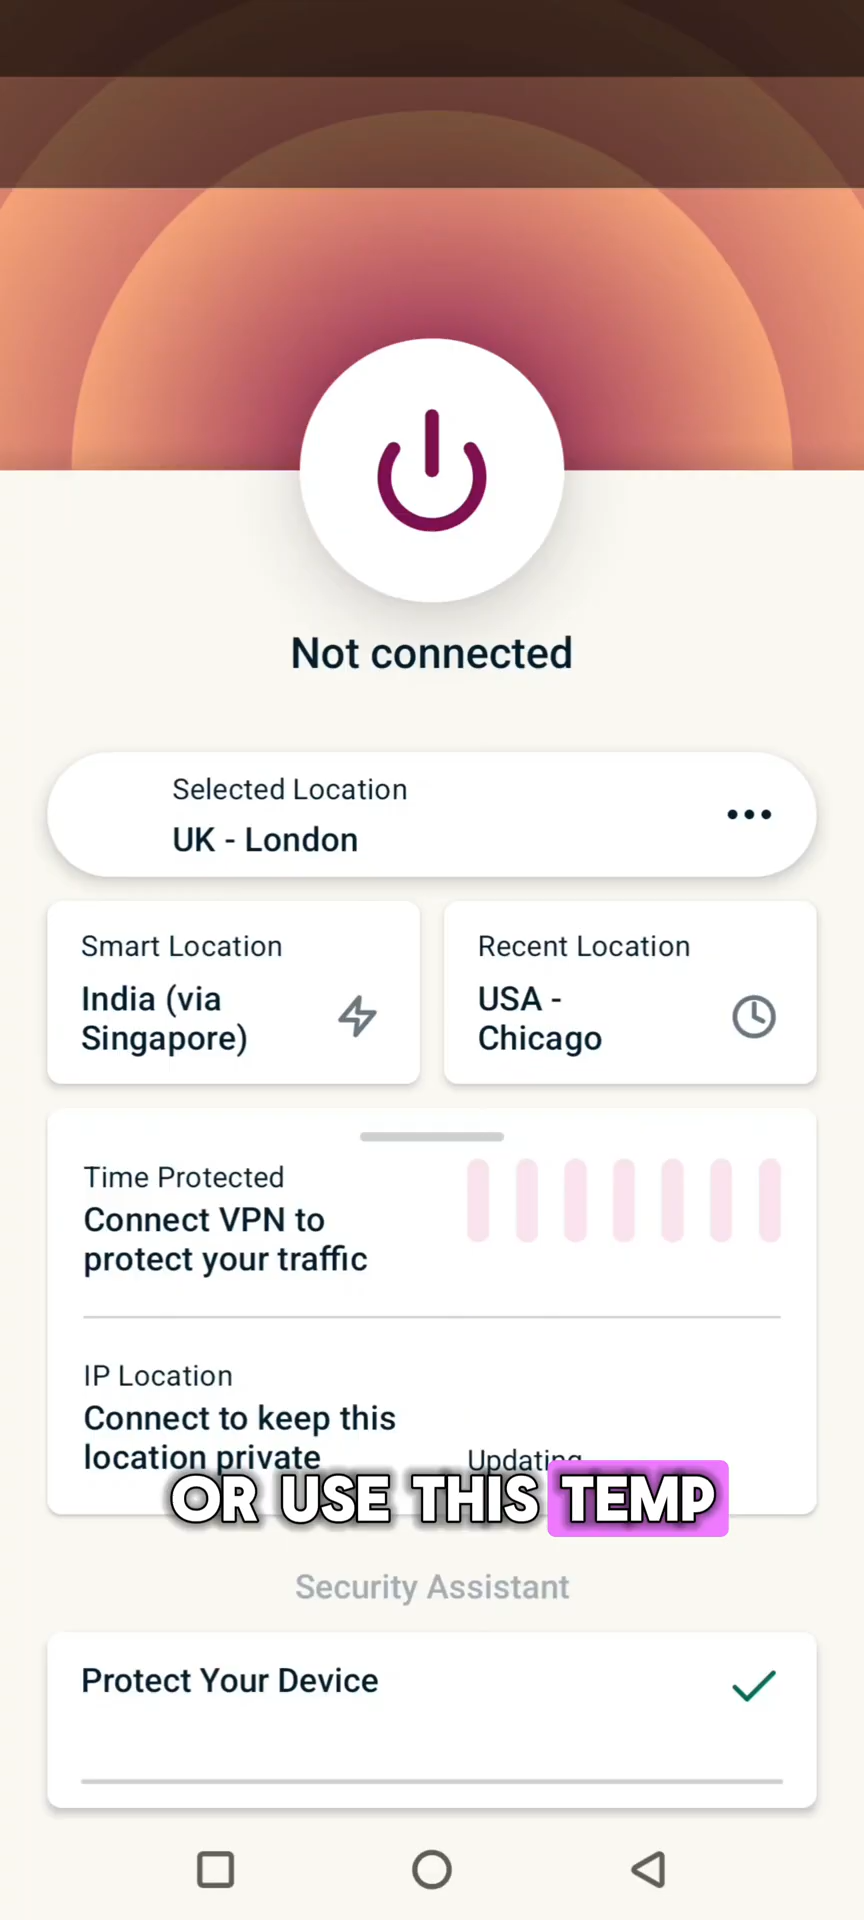 Not connected
Selected Location
UK - London
Smart Location
India (via
Singapore)
Recent Location
USA -
Chicago
Time Protected
Connect VPN to
protect your traffic
IP Location
Connect to keep this
location private
Updating
OR USE THIS TEMP
Security Assistant
Protect Your Device